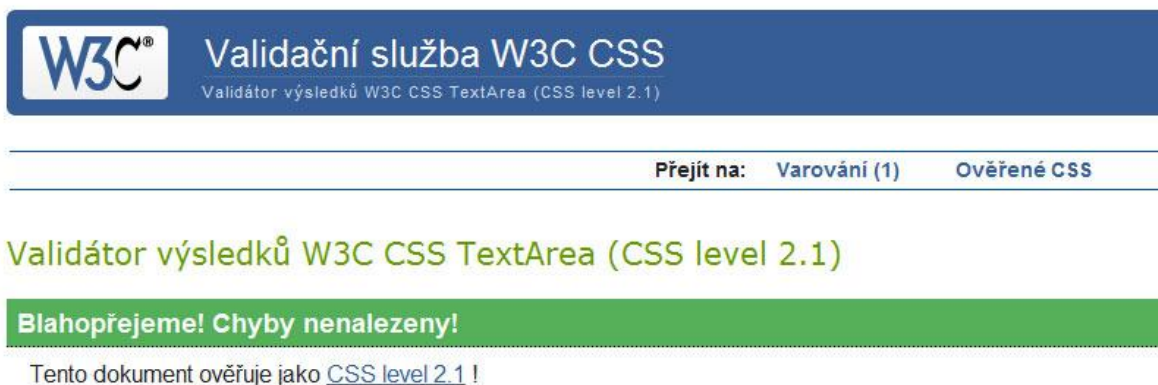 W3C®
Validační služba W3C CSS
Validátor výsledků W3C CSS TextArea (CSS level 2.1)
Přejít na: Varování (1) Ověřené CSS
Validátor výsledků W3C CSS TextArea (CSS level 2.1)
Blahopřejeme! Chyby nenalezeny!
Tento dokument ověřuje jako CSS level 2.1 !